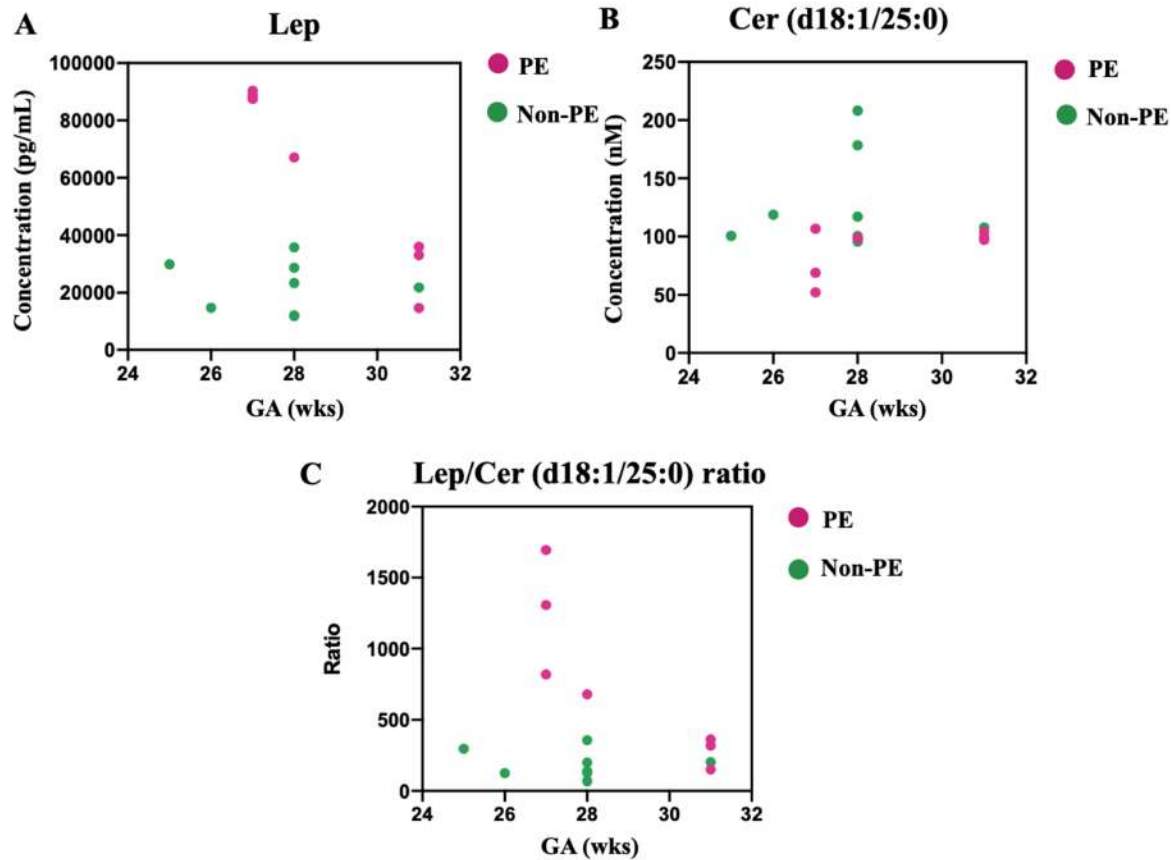 A
Lep
100000
80000
60000
40000
20000
0
24
26
28
30
32
Concentration (pg/mL)
GA (wks)
PE
Non-PE
B
Cer (d18:1/25:0)
250
200
150
100
50
0
24
26
28
30
32
Concentration (nM)
GA (wks)
PE
Non-PE
C
Lep/Cer (d18:1/25:0) ratio
2000
1500
1000
500
0
24
26
28
30
32
Ratio
GA (wks)
PE
Non-PE